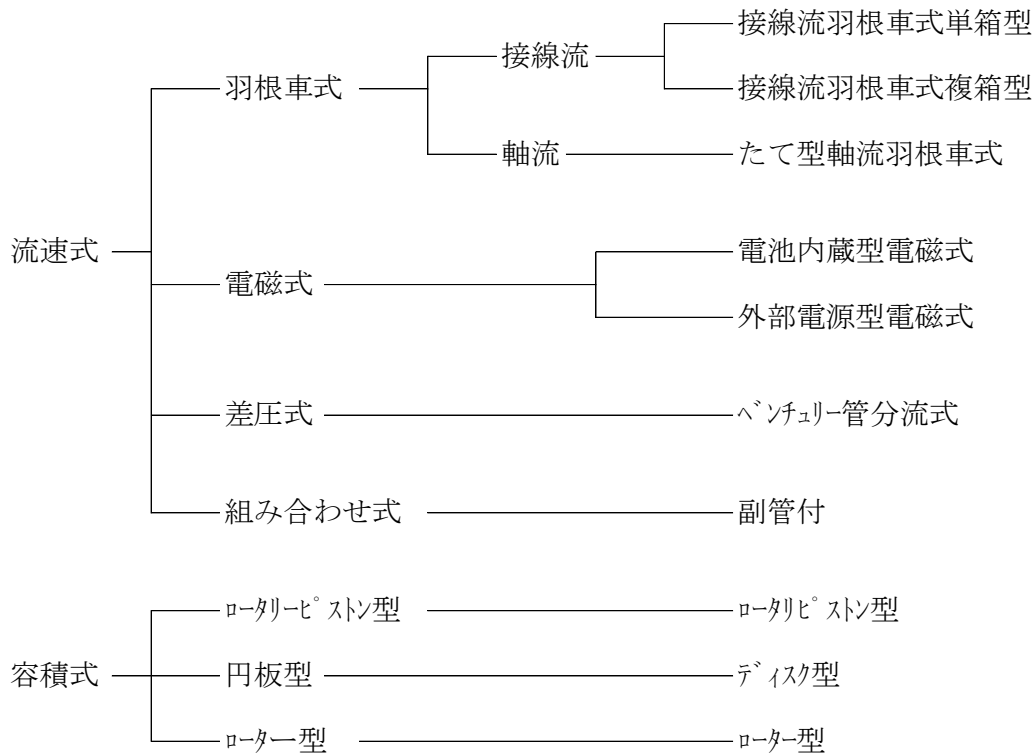 接線流羽根車式単箱型
接線流
羽根車式
接線流羽根車式複箱型
軸流
たて型軸流羽根車式
流速式
電池内蔵型電磁式
電磁式
外部電源型電磁式
差圧式
ﾍﾞﾝﾁｭﾘｰ管分流式
組み合わせ式
副管付
ﾛｰﾀﾘｰﾋﾟｽﾄﾝ型
ﾛｰﾀﾘﾋﾟｽﾄﾝ型
容積式
円板型
ﾃﾞｨｽｸ型
ﾛｰﾀー型
ﾛｰﾀｰ型